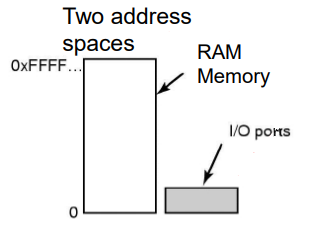 Two address
spaces
0xFFFF...
RAM
Memory
I/O ports
0